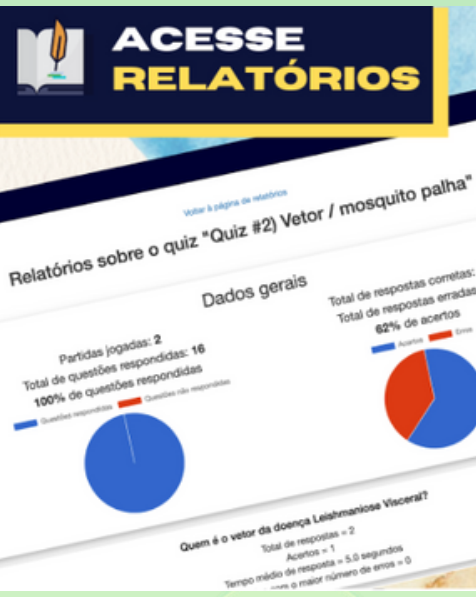 ACESSE
RELATÓRIOS
Voltar à página de relatórios
Relatórios sobre o quiz "Quiz #2) Vetor / mosquito palha"
Dados gerais
Partidas jogadas: 2
Total de questões respondidas: 16
100% de questões respondidas
Questões respondidas Questões não respondidas
Total de respostas corretas:
Total de respostas erradas
62% de acertos
Acertos Erros
Quem é o vetor da doença Leishmaniose Visceral?
Total de respostas = 2
Acertos = 1
Tempo médio de resposta = 5.0 segundos
com o maior número de erros = 0